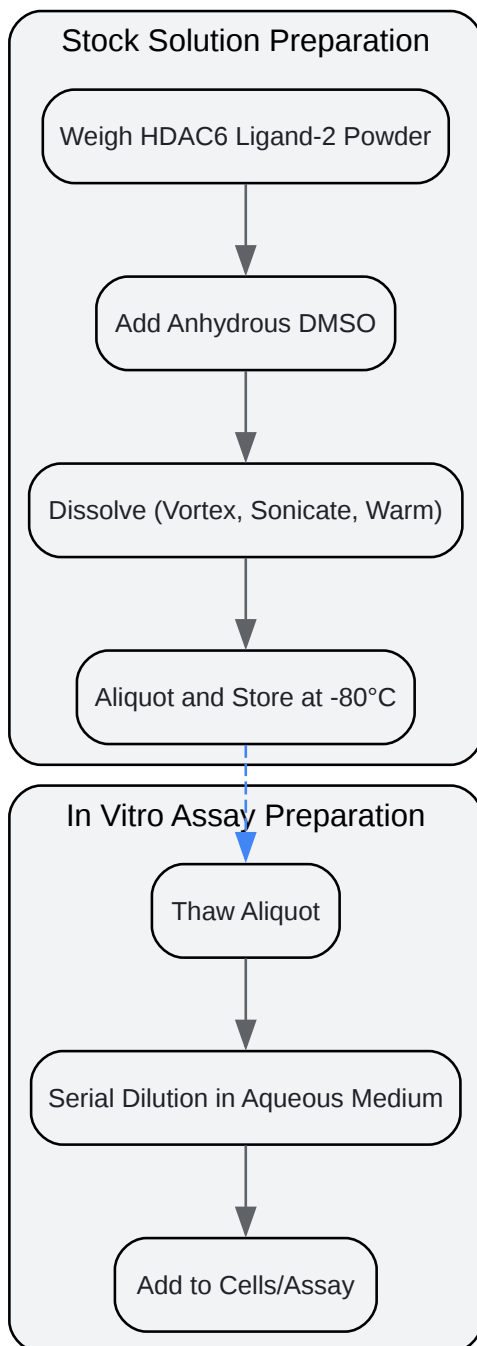 Stock Solution Preparation
Weigh HDAC6 Ligand-2 Powder
Add Anhydrous DMSO
Dissolve (Vortex, Sonicate, Warm)
Aliquot and Store at -80°C
In Vitro Assay Preparation
Thaw Aliquot
Serial Dilution in Aqueous Medium
Add to Cells/Assay